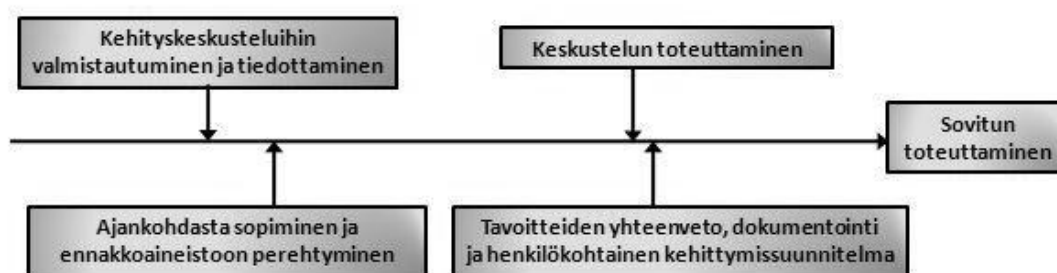 Kehityskeskusteluihin
valmistautuminen ja tiedottaminen
Keskustelun toteuttaminen
Sovitun
toteuttaminen
Ajankohdasta sopiminen ja
ennakkoaineistoon perehtyminen
Tavoitteiden yhteenveto, dokumentointi
ja henkilökohtainen kehittymissuunnitelma